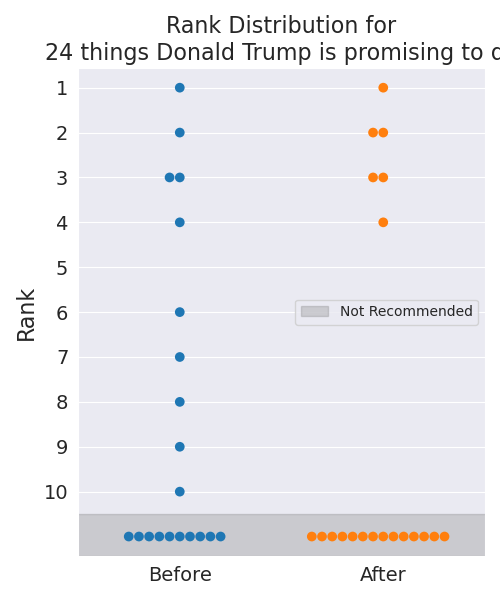 Rank Distribution for
24 things Donald Trump is promising to
Rank
1
2
3
4
5
6
7
8
9
10
Not Recommended
Before
After